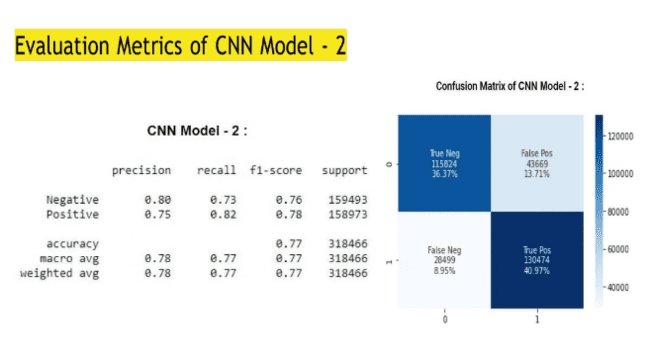 Evaluation Metrics of CNN Model - 2
Confusion Matrix of CNN Model - 2 :
CNN Model - 2 :
precision recall f1-score support
Negative 0.80 0.73 0.76 159493
Positive 0.75 0.82 0.78 158973
accuracy 0.77 318466
macro avg 0.78 0.77 0.77 318466
weighted avg 0.78 0.77 0.77 318466
0
True Neg
115824
36.37%
False Pos
43669
13.71%
1
False Neg
28499
8.95%
True Pos
130474
40.97%
0 1
120000
100000
80000
60000
40000